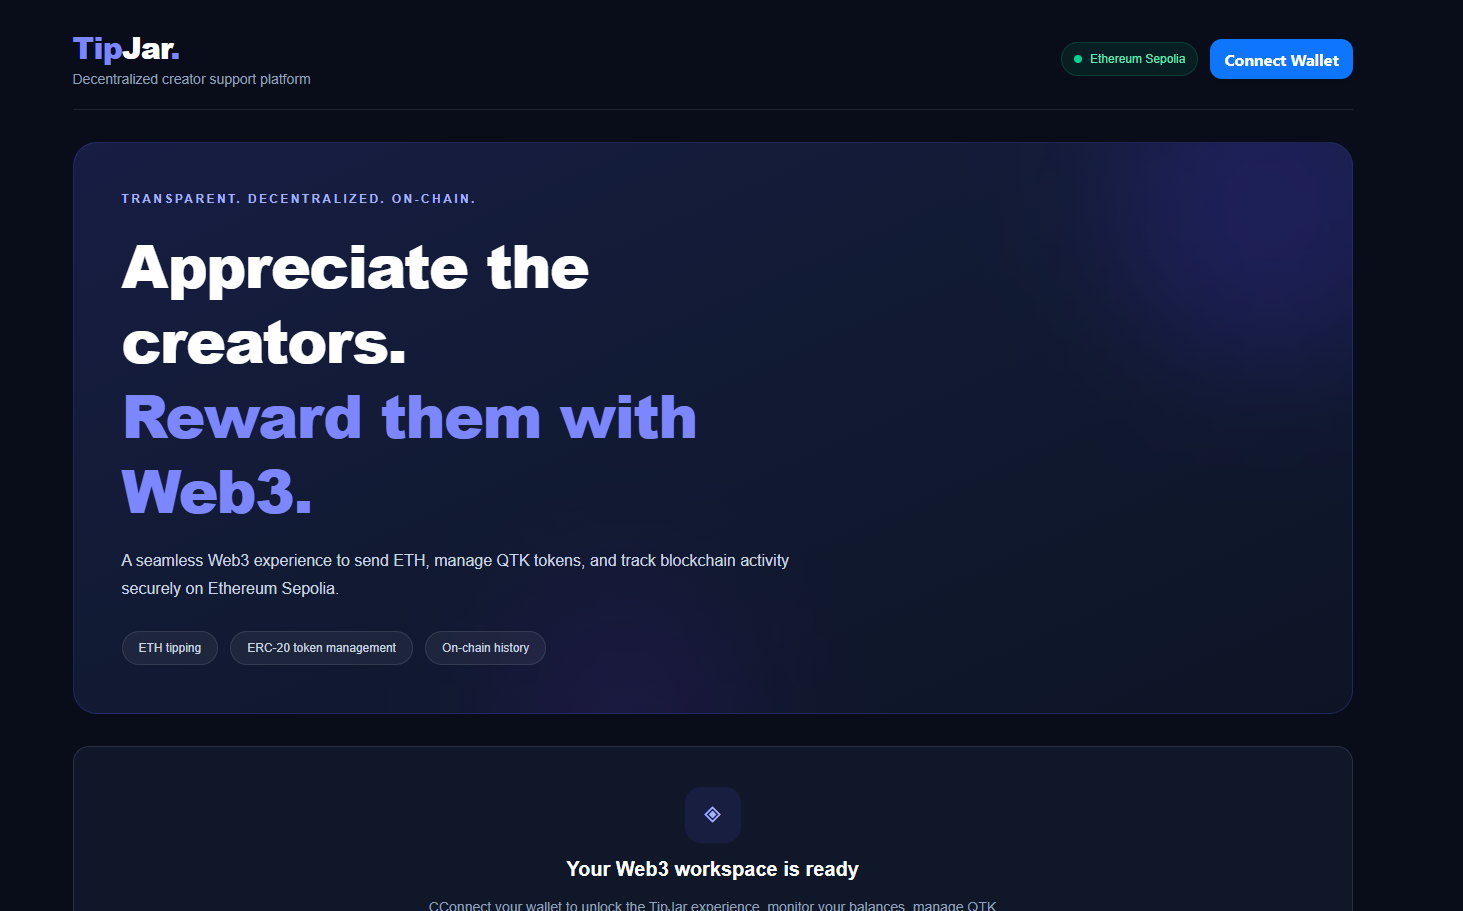 TipJar.
Decentralized creator support platform
Ethereum Sepolia
Connect Wallet
TRANSPARENT. DECENTRALIZED. ON-CHAIN.
Appreciate the
creators.
Reward them with
Web3.
A seamless Web3 experience to send ETH, manage QTK tokens, and track blockchain activity
securely on Ethereum Sepolia.
ETH tipping
ERC-20 token management
On-chain history
Your Web3 workspace is ready
CConnect your wallet to unlock the TipJar experience, monitor your balances, manage QTK